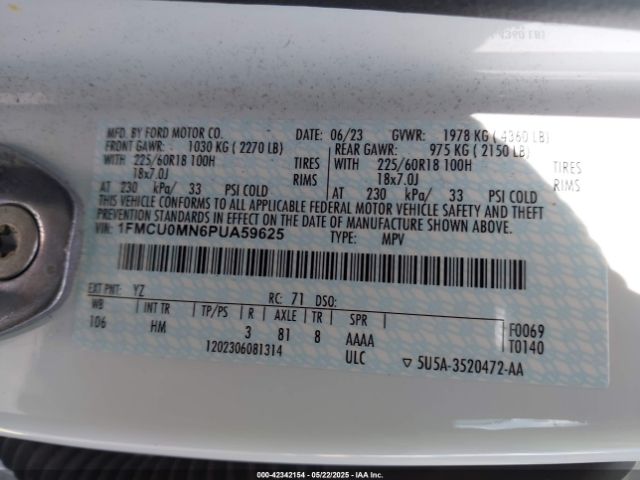 4360 LB)
MFD. BY FORD MOTOR CO. DATE: 06/23 GVWR: 1978 KG ( 4360 LB)
FRONT GAWR: 1030 KG ( 2270 LB) REAR GAWR: 975 KG ( 2150 LB)
WITH 225/60R18 100H TIRES WITH 225/60R18 100H TIRES
18x7.0J RIMS 18x7.0J RIMS
AT 230 kPa/ 33 PSI COLD AT 230 kPa/ 33 PSI COLD
THIS VEHICLE CONFORMS TO ALL APPLICABLE FEDERAL MOTOR VEHICLE SAFETY AND THEFT
PREVENTION STANDARDS IN EFFECT ON THE DATE OF MANUFACTURE SHOWN ABOVE.
VIN: 1FMCU0MN6PUA59625 TYPE: MPV
EXT PNT: YZ RC: 71 DSO:
WB INT TR TP/PS R AXLE TR SPR
106 HM 3 81 8 AAAA F0069
1202306081314 ULC T0140
▽ 5U5A-3520472-AA
000-42342154 - 05/22/2025 - IAA Inc.